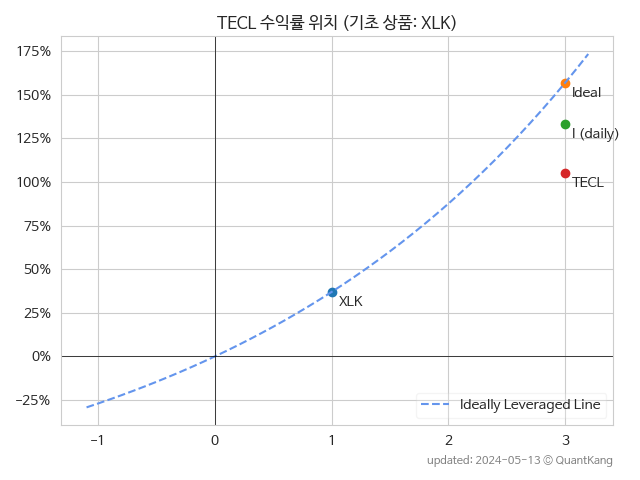 TECL 수익률 위치 (기초 상품: XLK)
175%
150%
125%
100%
75%
50%
25%
0%
−25%
Ideal
I (daily)
TECL
XLK
Ideally Leveraged Line
−1
0
1
2
3
updated: 2024-05-13 © QuantKang